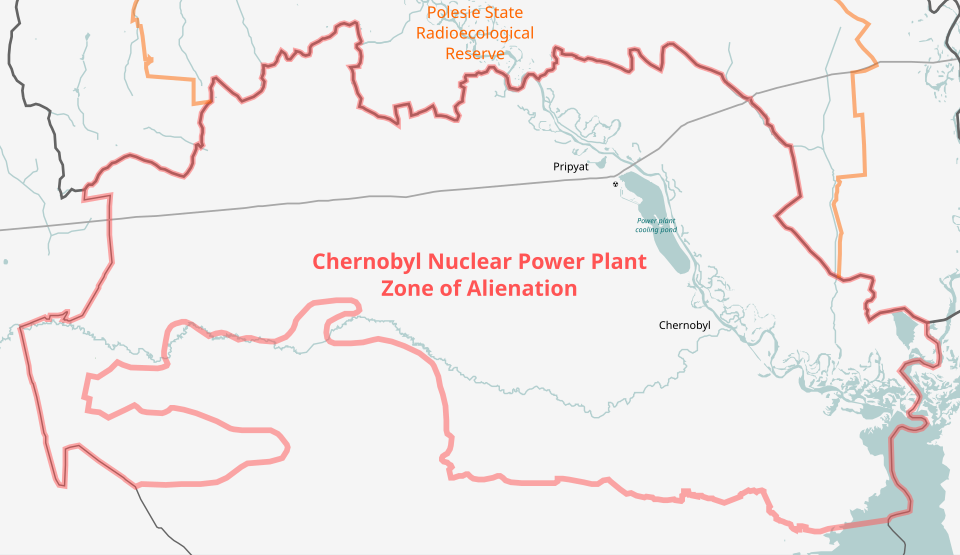 Polesie State
Radioecological
Reserve
Pripyat
Power plant
cooling pond
Chernobyl Nuclear Power Plant
Zone of Alienation
Chernobyl